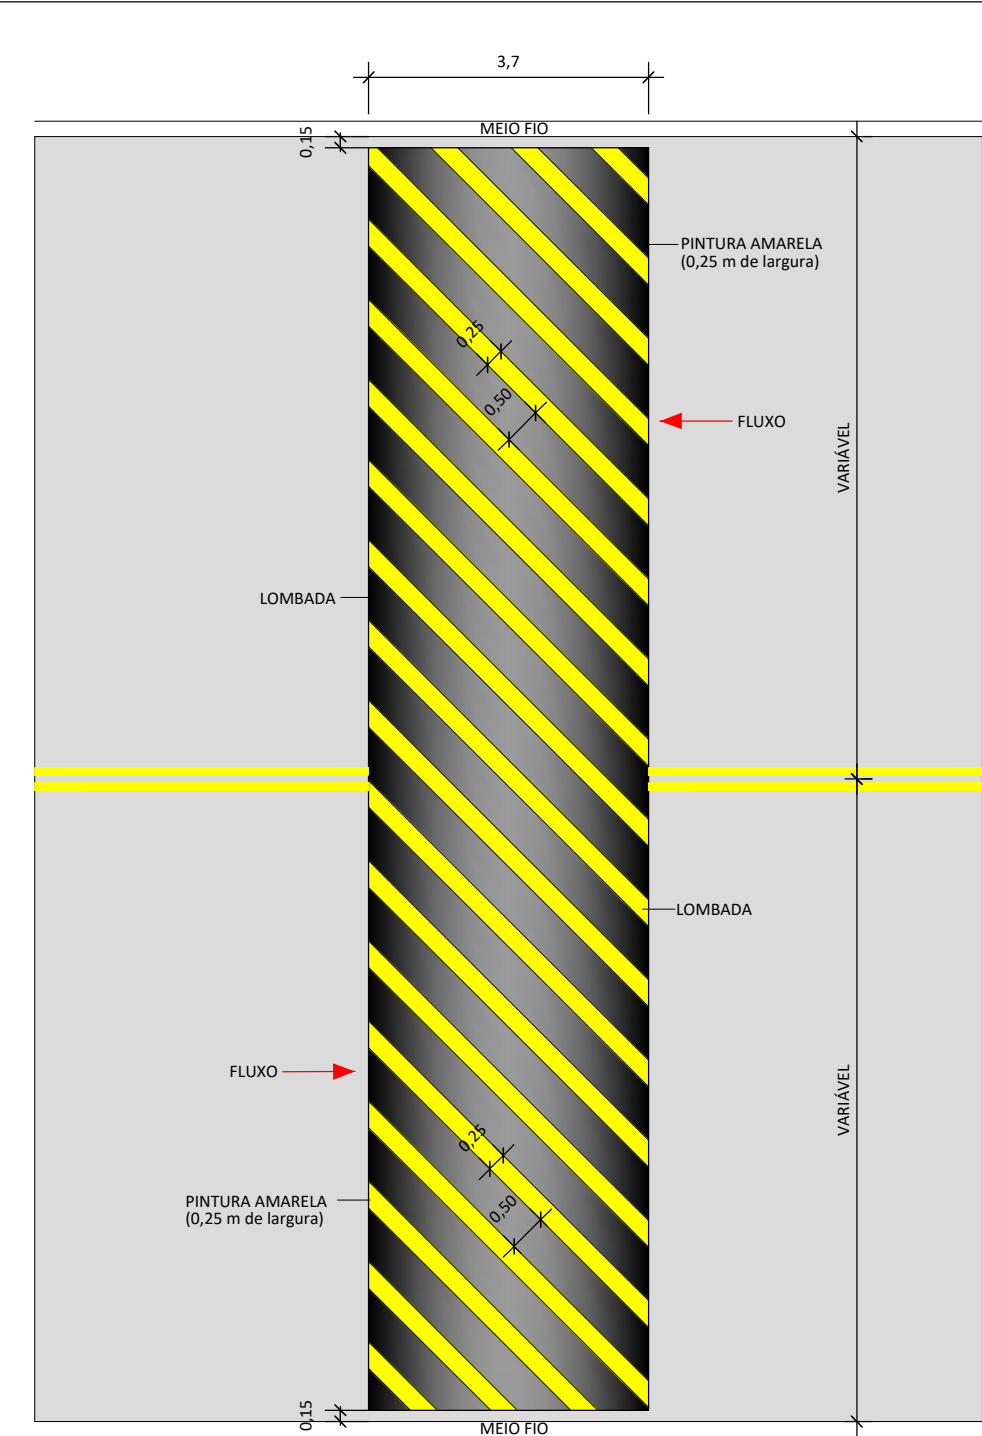 3,7
MEIO FIO
0,15
PINTURA AMARELA
(0,25 m de largura)
0,25
0,50
FLUXO
VARIÁVEL
LOMBADA
LOMBADA
FLUXO
VARIÁVEL
0,25
PINTURA AMARELA
(0,25 m de largura)
0,50
0,15
MEIO FIO